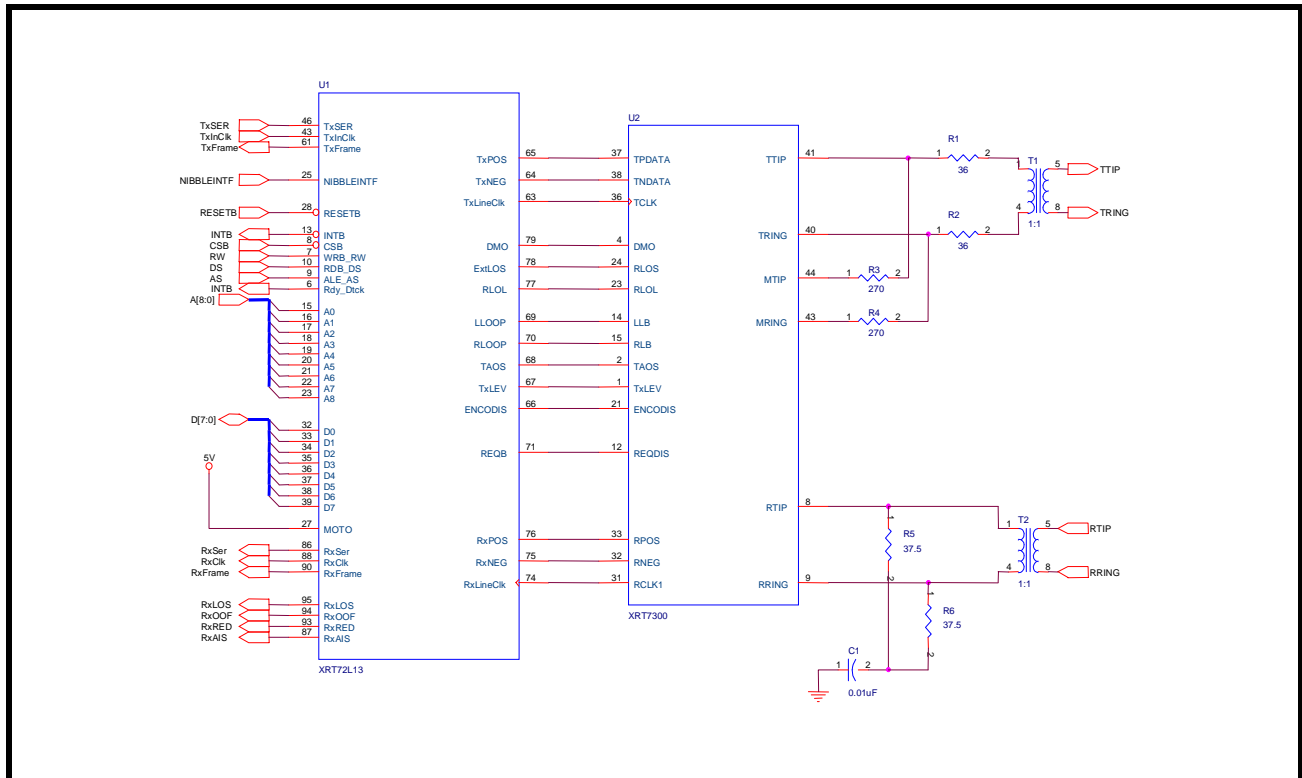 U1
TxSER 46 TxSER
TxInClk 43 TxInClk
TxFrame 61 TxFrame
NIBBLEINTF 25 NIBBLEINTF
RESETB 28 RESETB
INTB 13 INTB
CSB 8 CSB
RW 7 WRB_RW
DS 10 RDB_DS
AS 9 ALE_AS
INTB 6 Rdy_Dtck
A[8:0]
15 A0
16 A1
17 A2
18 A3
19 A4
20 A5
21 A6
22 A7
23 A8
D[7:0]
32 D0
33 D1
34 D2
35 D3
36 D4
37 D5
38 D6
39 D7
5V
27 MOTO
RxSer 86 RxSer
RxClk 88 RxClk
RxFrame 90 RxFrame
RxLOS 95 RxLOS
RxOOF 94 RxOOF
RxRED 93 RxRED
RxAIS 87 RxAIS
XRT72L13
U2
TxPOS 65 37 TPDATA
TxNEG 64 38 TNDATA
TxLineClk 63 36 TCLK
DMO 79 4 DMO
ExtLOS 78 24 RLOS
RLOL 77 23 RLOL
LLOOP 69 14 LLB
RLOOP 70 15 RLB
TAOS 68 2 TAOS
TxLEV 67 1 TxLEV
ENCODIS 66 21 ENCODIS
REQB 71 12 REQDIS
RxPOS 76 33 RPOS
RxNEG 75 32 RNEG
RxLineClk 74 31 RCLK1
XRT7300
TTIP 41
TRING 40
MTIP 44
MRING 43
RTIP 8
RRING 9
R1
1 2
36
R2
1 2
36
R3
1 2
270
R4
1 2
270
T1
1 5 TTIP
4 8 TRING
1:1
T2
1 5 RTIP
4 8 RRING
1:1
1
R5
37.5
2
1
R6
37.5
2
C1
1 2
0.01uF